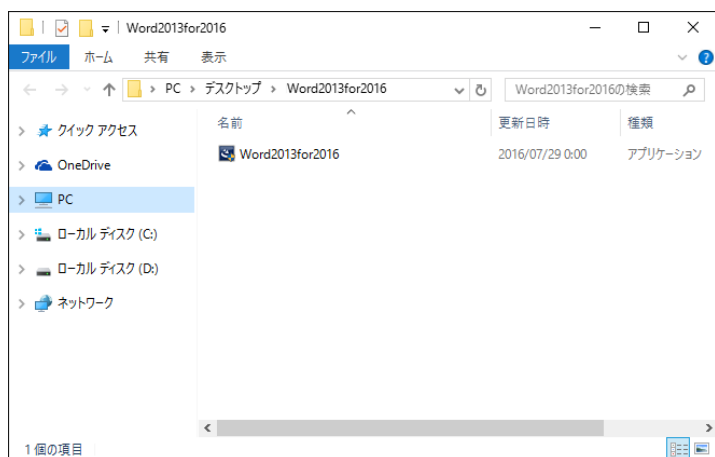 Word2013for2016
ファイル ホーム 共有 表示
PC デスクトップ Word2013for2016 Word2013for2016の検索
名前 更新日時 種類
クイック アクセス
Word2013for2016 2016/07/29 0:00 アプリケーション
OneDrive
PC
ローカル ディスク (C:)
ローカル ディスク (D:)
ネットワーク
1 個の項目